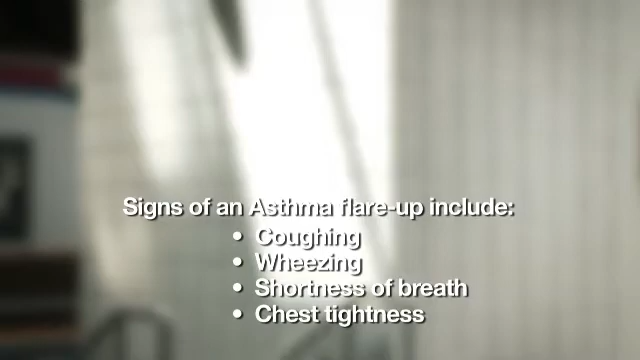 Signs of an Asthma flare-up include:
• Coughing
• Wheezing
• Shortness of breath
• Chest tightness